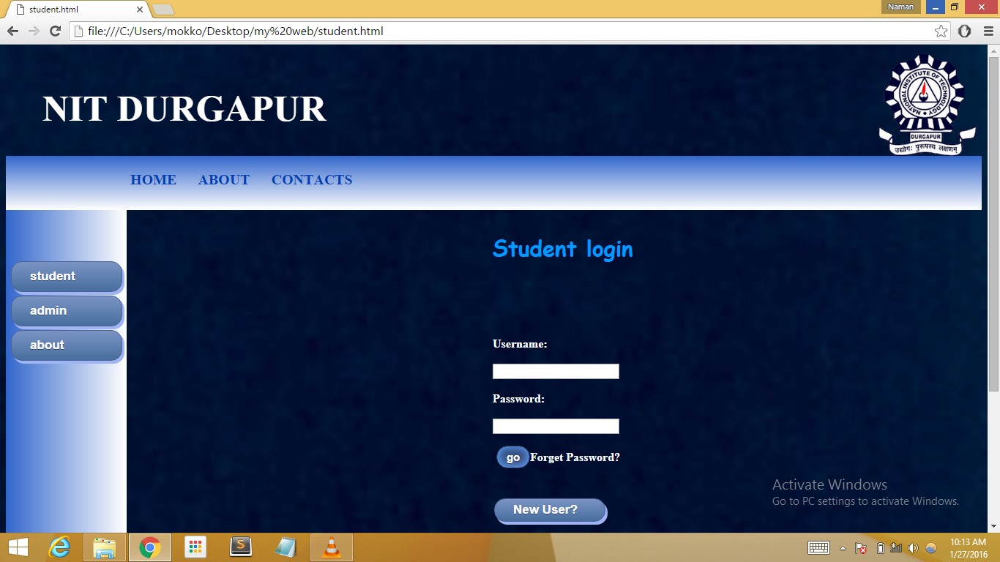 student.html
Naman
file:///C:/Users/mokko/Desktop/my%20web/student.html
NIT DURGAPUR
NATIONAL INSTITUTE OF TECHNOLOGY
DURGAPUR
उद्योगः पुरुषस्य लक्षणम्
HOME ABOUT CONTACTS
Student login
student
admin
about
Username:
Password:
go Forget Password?
New User?
Activate Windows
Go to PC settings to activate Windows.
S
10:13 AM
1/27/2016